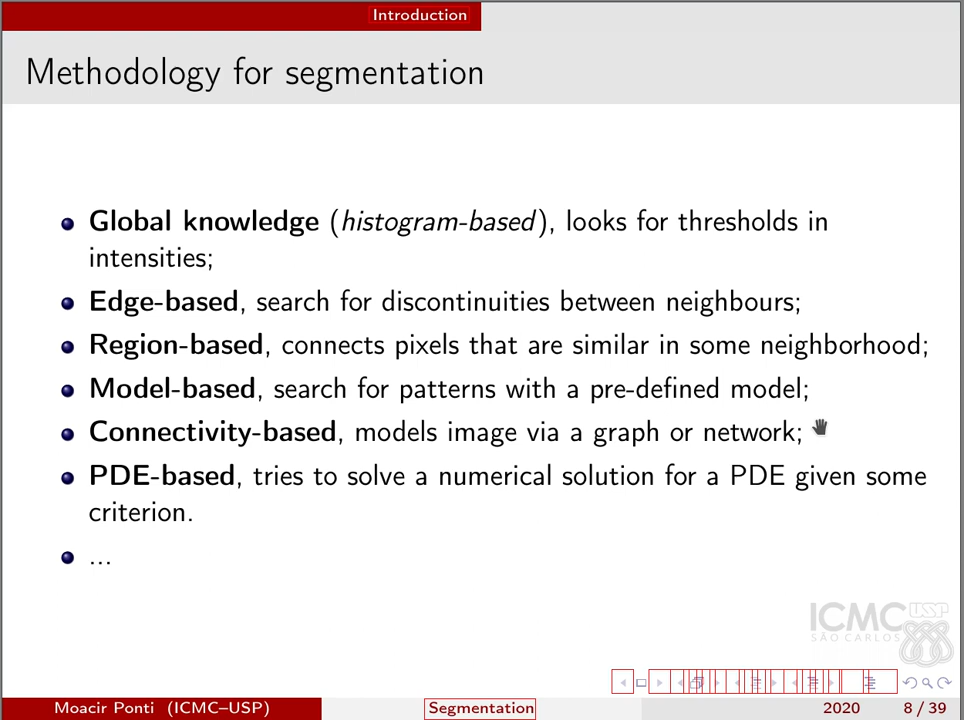 Introduction
Methodology for segmentation
Global knowledge (histogram-based), looks for thresholds in
intensities;
Edge-based, search for discontinuities between neighbours;
Region-based, connects pixels that are similar in some neighborhood;
Model-based, search for patterns with a pre-defined model;
Connectivity-based, models image via a graph or network;
PDE-based, tries to solve a numerical solution for a PDE given some
criterion.
...
ICMC USP
SÃO CARLOS
Moacir Ponti (ICMC–USP) Segmentation 2020 8 / 39